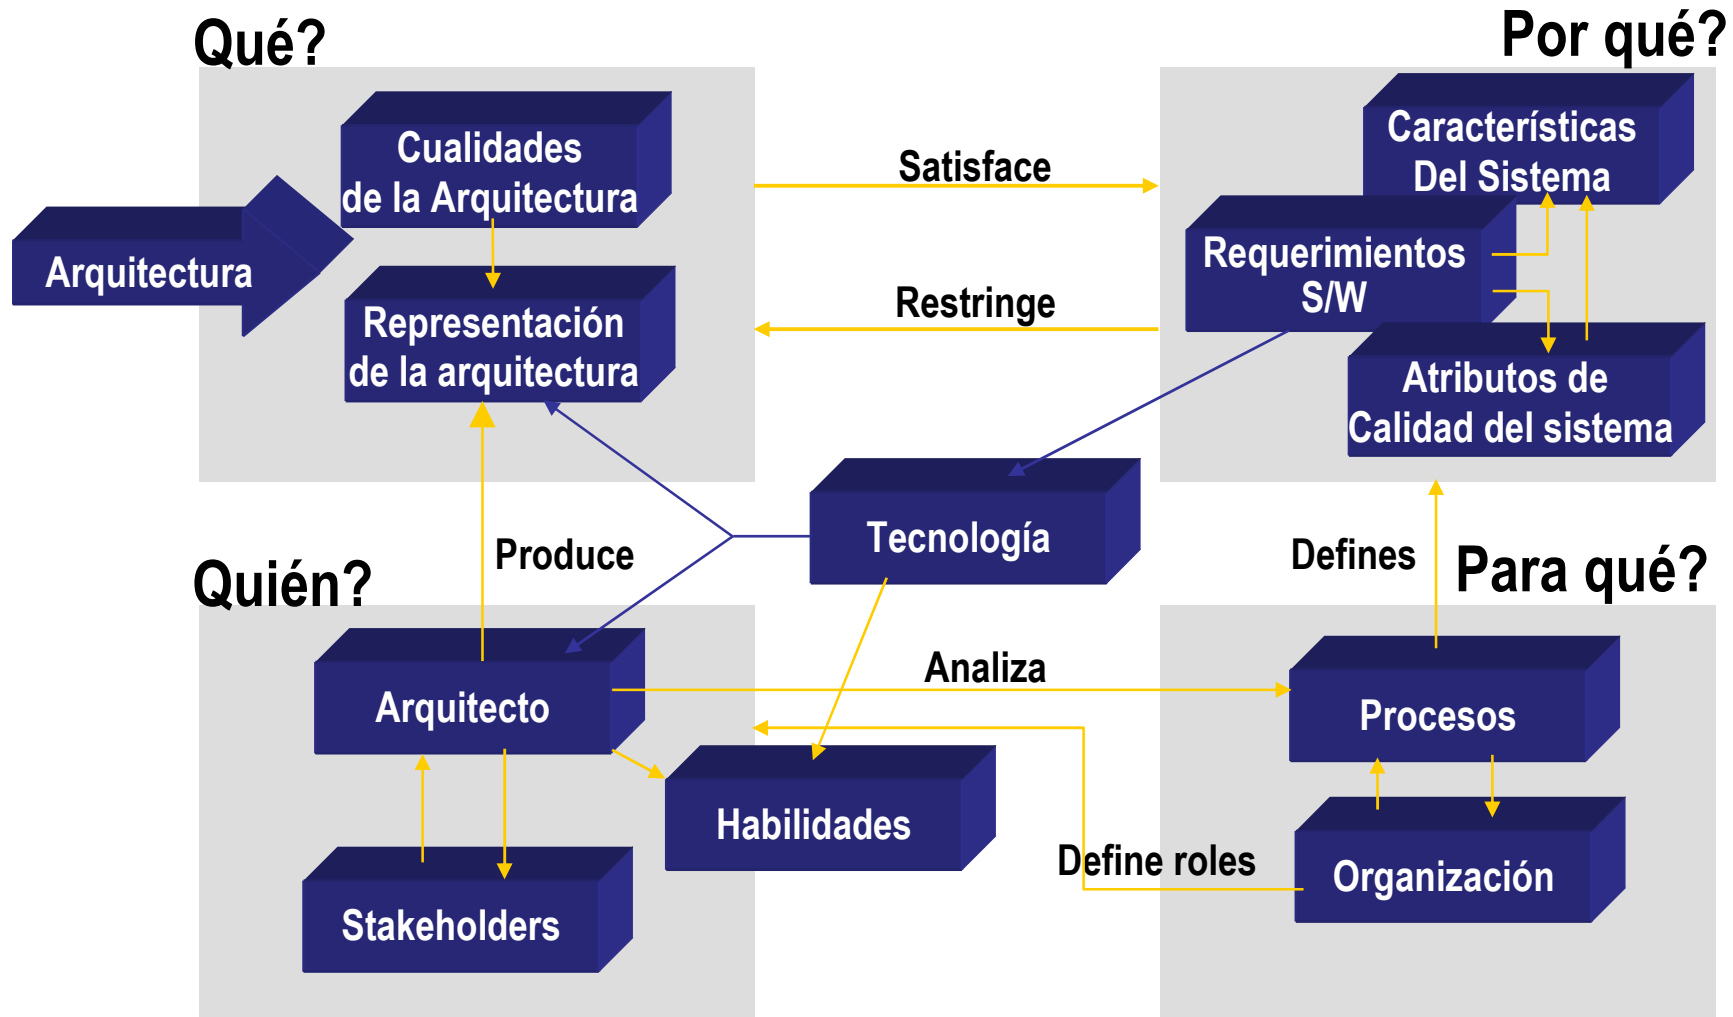 Qué?
Por qué?
Cualidades
de la Arquitectura
Satisface
Características
Del Sistema
Arquitectura
Requerimientos
S/W
Representación
de la arquitectura
Restringe
Atributos de
Calidad del sistema
Tecnología
Produce
Defines
Quién?
Para qué?
Arquitecto
Analiza
Procesos
Habilidades
Define roles
Organización
Stakeholders